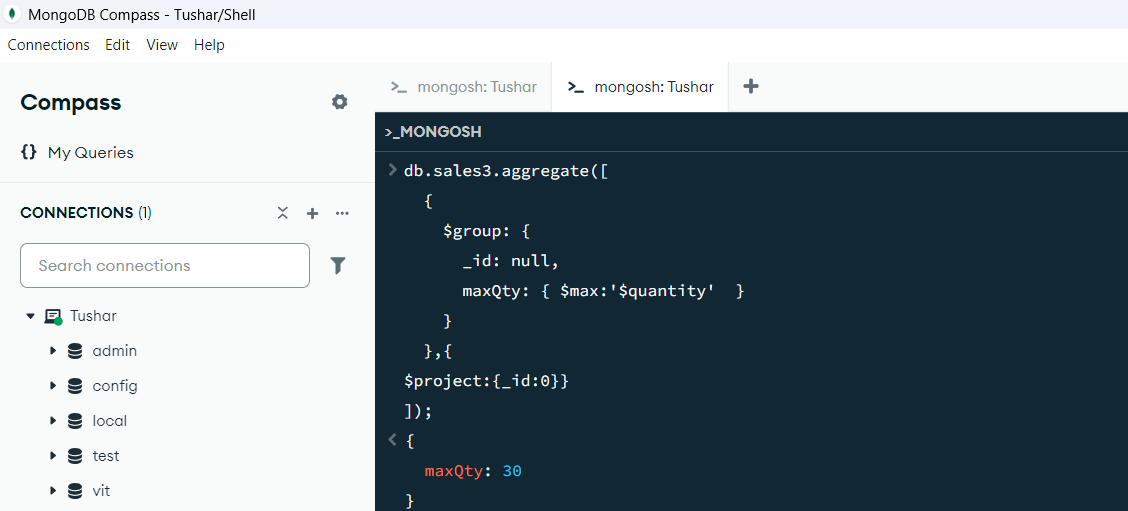 MongoDB Compass - Tushar/Shell
Connections Edit View Help
Compass
{} My Queries
CONNECTIONS (1)
Search connections
Tushar
admin
config
local
test
vit
>_ mongosh: Tushar
>_ mongosh: Tushar
>_MONGOSH
> db.sales3.aggregate([
{
$group: {
_id: null,
maxQty: { $max:'$quantity'  }
}
},{
$project:{_id:0}}
]);
< {
maxQty: 30
}